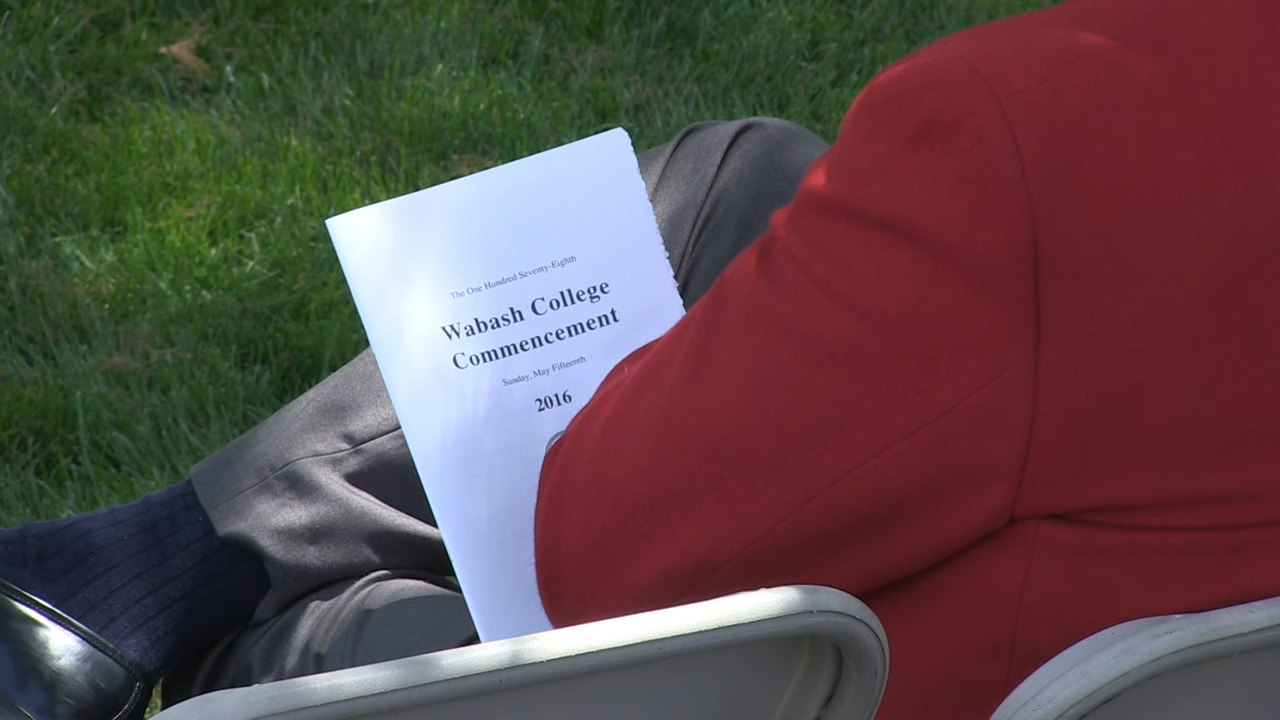 The One Hundred Seventy-Eighth
Wabash College
Commencement
Sunday, May Fifteenth
2016